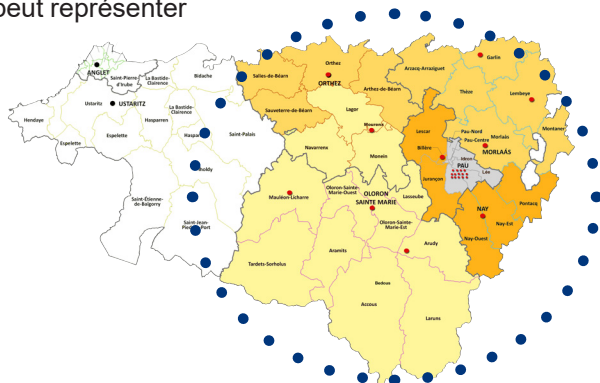 peut représenter
ANGLET
Saint-Pierre-
d'Irube
La Bastide-
Clairence
Bidache
Ustaritz
USTARITZ
La Bastide-
Clairence
Hendaye
Espelette
Espelette
Hasparren
Hasparren
Saint-Palais
Iholdy
Saint-Étienne-
de-Baïgorry
Saint-Jean-
Pied-de-Port
Salies-de-Béarn
Orthez
ORTHEZ
Arthez-de-Béarn
Arzacq-Arraziguet
Garlin
Thèze
Lembeye
Sauveterre-de-Béarn
Lagor
Mourenx
Navarrenx
Monein
Lescar
Billère
Jurançon
Pau-Nord
Pau-Centre
Morlaàs
MORLAÀS
Montaner
PAU
Idron
Lée
Pontacq
NAY
Nay-Est
Nay-Ouest
Mauléon-Licharre
Oloron-Sainte-
Marie-Ouest
OLORON
SAINTE MARIE
Lasseube
Oloron-Sainte-
Marie-Est
Arudy
Tardets-Sorholus
Aramits
Bedous
Accous
Laruns